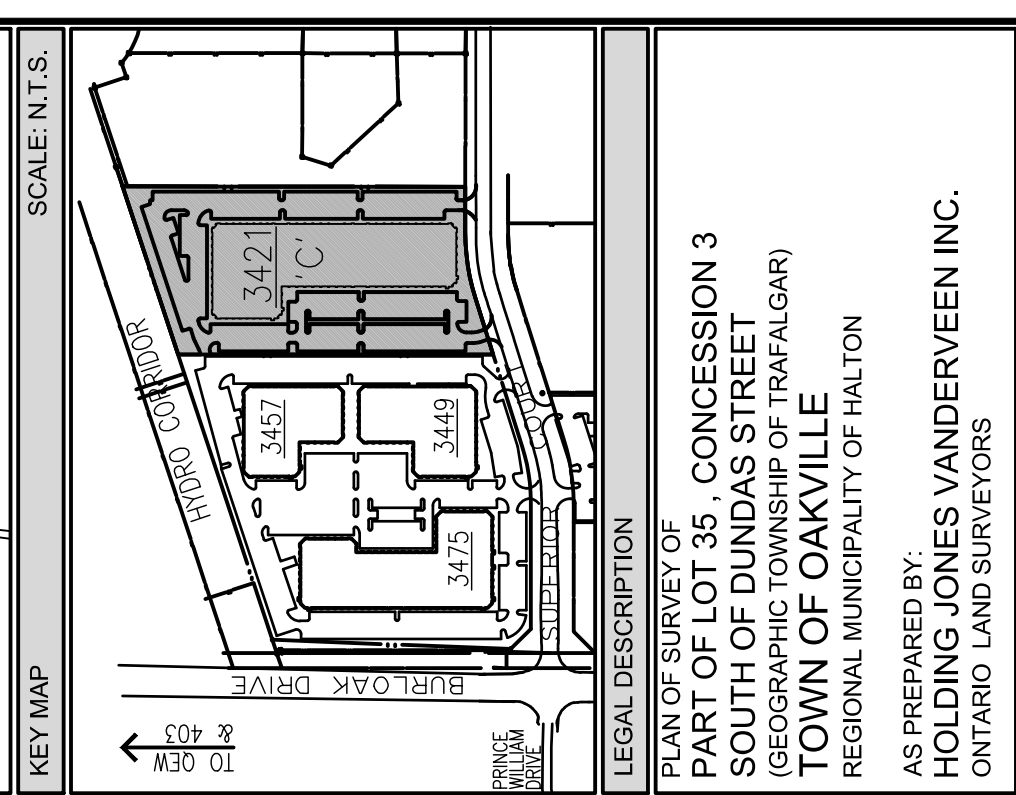 KEY MAP
SCALE: N.T.S.
HYDRO CORRIDOR
3421
'C'
3457
3449
3475
SUPERIOR COURT
BURLOAK DRIVE
TO QEW
& 403
PRINCE
WILLIAM
DRIVE
LEGAL DESCRIPTION
PLAN OF SURVEY OF
PART OF LOT 35 , CONCESSION 3
SOUTH OF DUNDAS STREET
(GEOGRAPHIC TOWNSHIP OF TRAFALGAR)
TOWN OF OAKVILLE
REGIONAL MUNICIPALITY OF HALTON
AS PREPARED BY:
HOLDING JONES VANDERVEEN INC.
ONTARIO LAND SURVEYORS